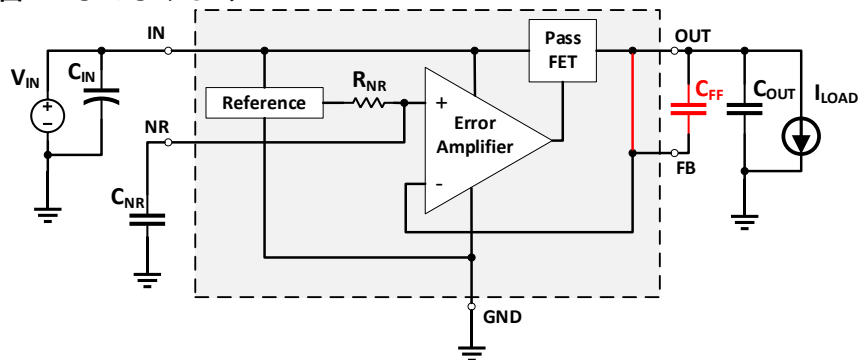 IN
OUT
Pass
FET
V_IN
C_IN
R_NR
Reference
+
Error
Amplifier
-
C_FF
C_OUT
I_LOAD
NR
FB
C_NR
GND